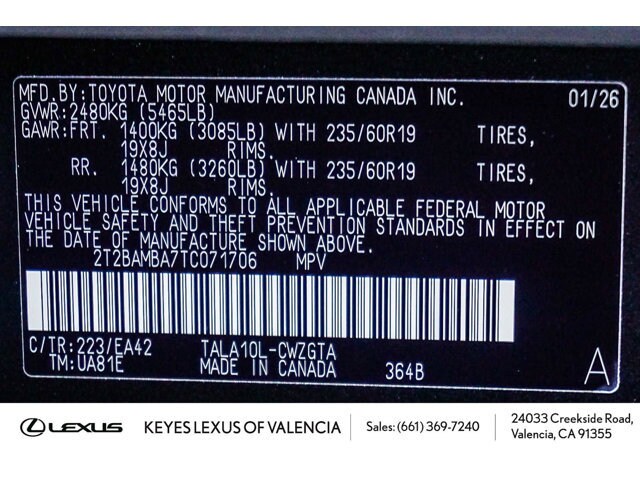 MFD.BY:TOYOTA MOTOR MANUFACTURING CANADA INC. 01/26
GVWR:2480KG (5465LB)
GAWR:FRT. 1400KG (3085LB) WITH 235/60R19 TIRES,
19X8J RIMS.
RR. 1480KG (3260LB) WITH 235/60R19 TIRES,
19X8J RIMS.
THIS VEHICLE CONFORMS TO ALL APPLICABLE FEDERAL MOTOR
VEHICLE SAFETY AND THEFT PREVENTION STANDARDS IN EFFECT ON
THE DATE OF MANUFACTURE SHOWN ABOVE.
2T2BAMBA7TC071706 MPV
C/TR:223/EA42 TALA10L-CWZGTA
TM:UA81E MADE IN CANADA 364B A
LEXUS KEYES LEXUS OF VALENCIA Sales: (661) 369-7240 24033 Creekside Road,
Valencia, CA 91355